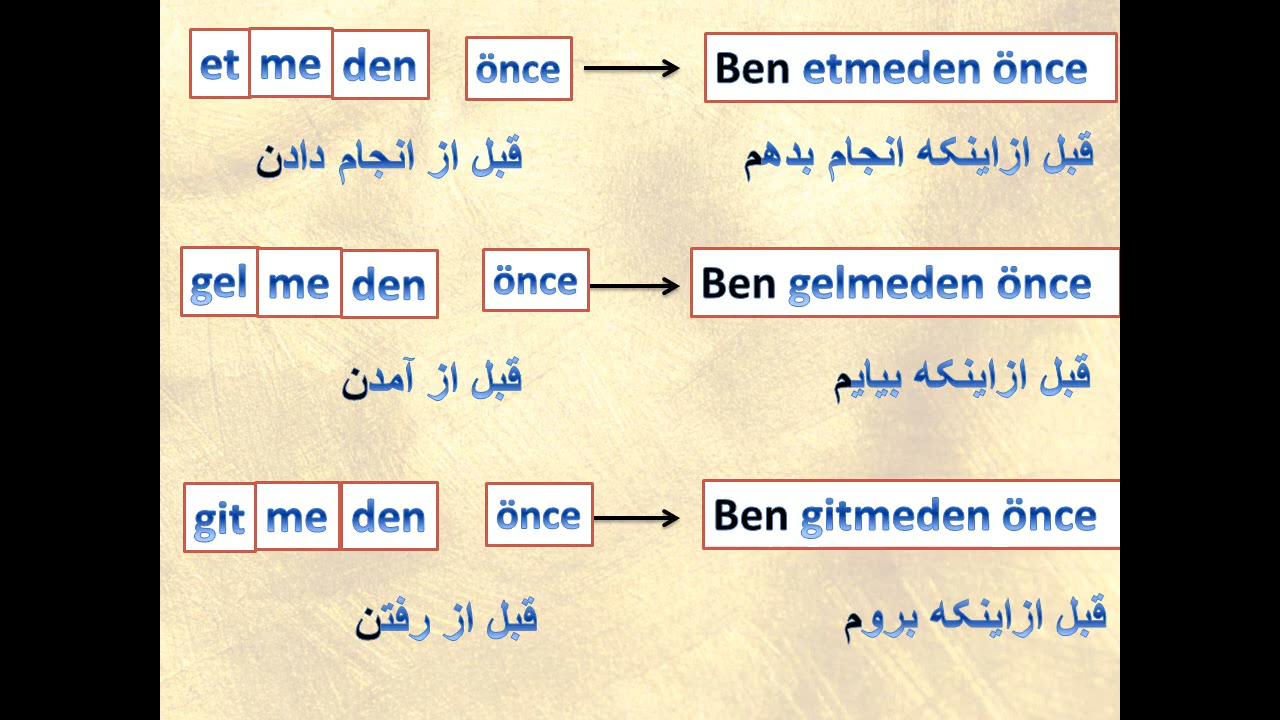 et me den önce Ben etmeden önce
قبل از انجام دادن قبل ازاینکه انجام بدهم
gel me den önce Ben gelmeden önce
قبل از آمدن قبل ازاینکه بیایم
git me den önce Ben gitmeden önce
قبل از رفتن قبل ازاینکه بروم